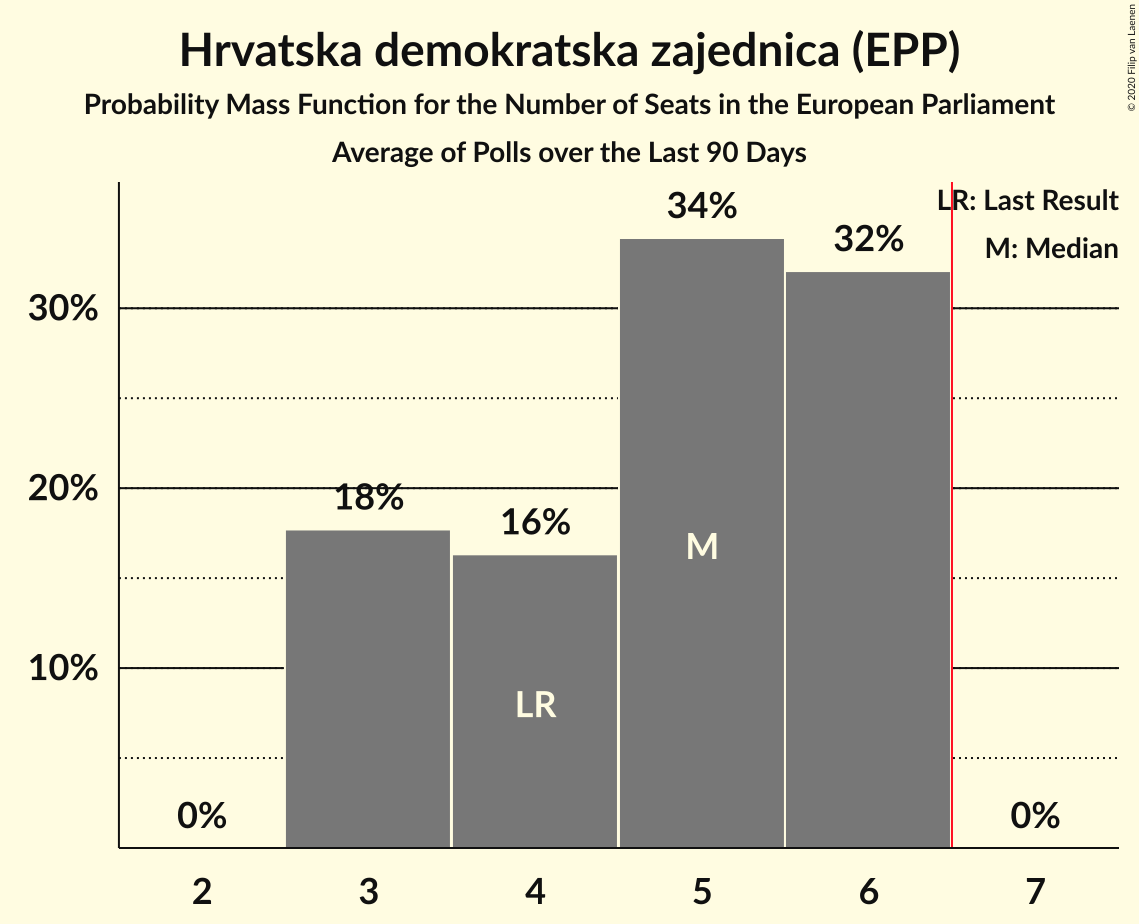 Hrvatska demokratska zajednica (EPP)
Probability Mass Function for the Number of Seats in the European Parliament
Average of Polls over the Last 90 Days
© 2020 Filip van Laenen
LR: Last Result
M: Median
34%
32%
30%
20%
18%
16%
M
10%
LR
0%
0%
2 3 4 5 6 7